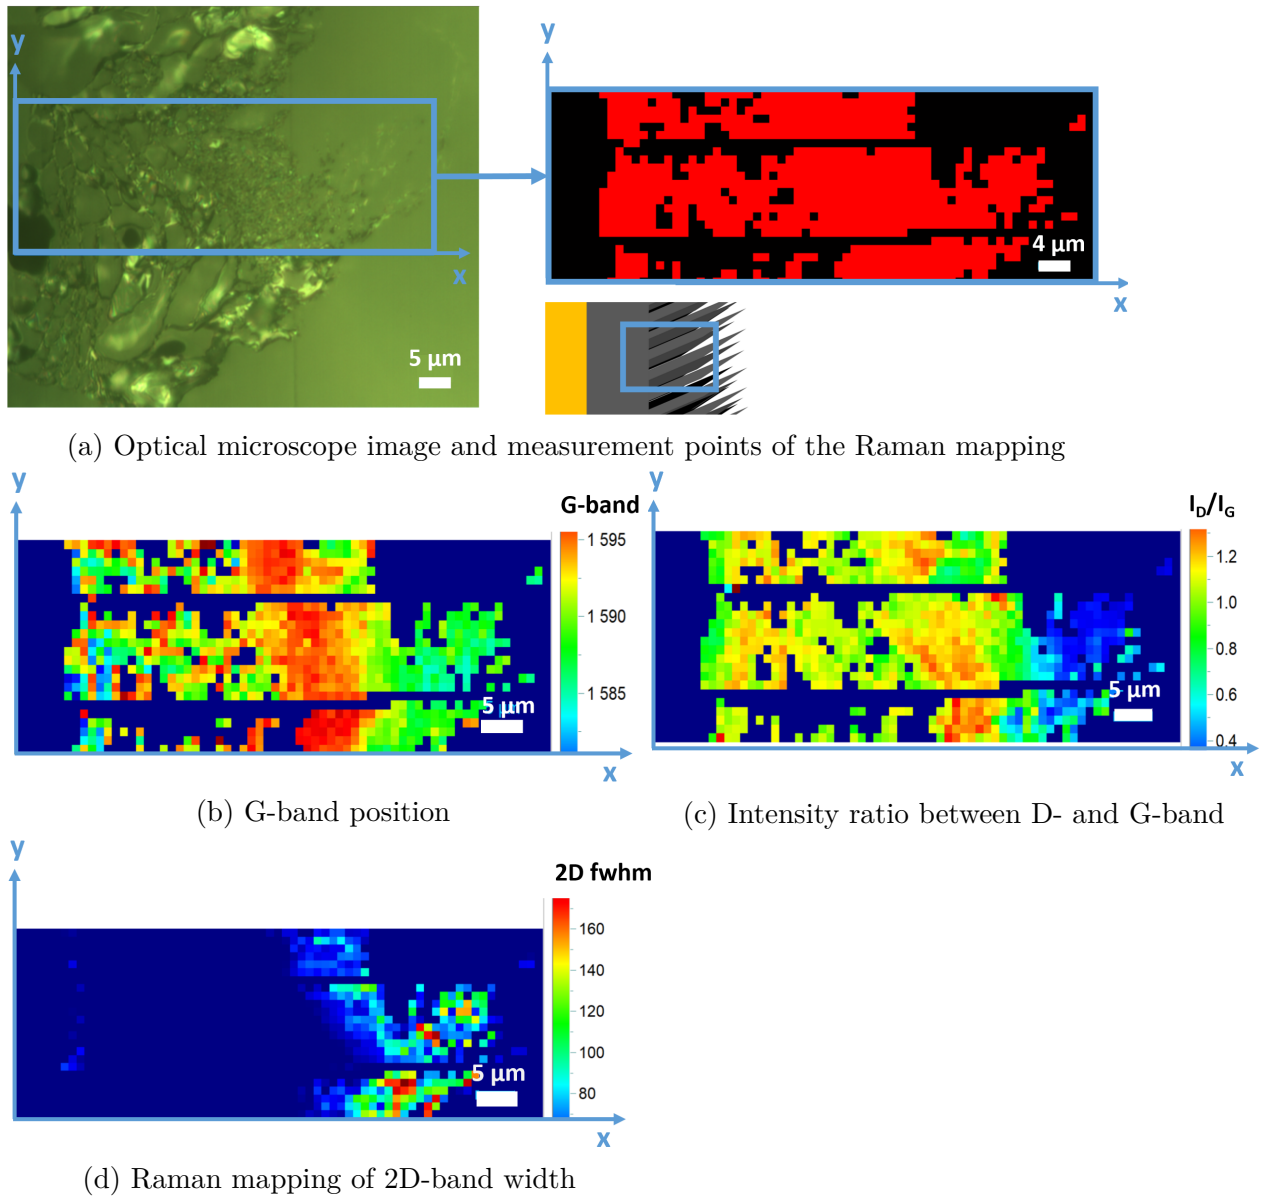 y
x
5 μm
y
4 μm
x
(a) Optical microscope image and measurement points of the Raman mapping
y
G-band
1 595
1 590
1 585
5 μm
x
(b) G-band position
y
I_D/I_G
1.2
1.0
0.8
0.6
0.4
5 μm
x
(c) Intensity ratio between D- and G-band
y
2D fwhm
160
140
120
100
80
5 μm
x
(d) Raman mapping of 2D-band width